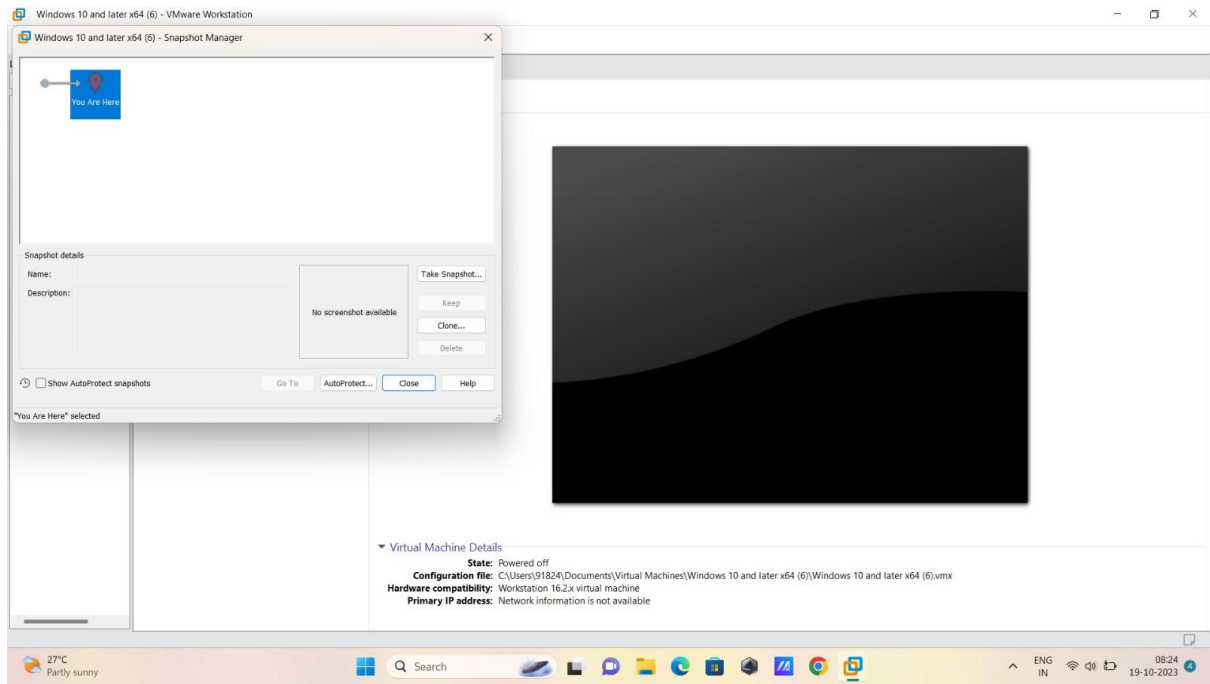 Windows 10 and later x64 (6) - VMware Workstation
Windows 10 and later x64 (6) - Snapshot Manager
You Are Here
Snapshot details
Name:
Description:
No screenshot available
Take Snapshot...
Keep
Clone...
Delete
Show AutoProtect snapshots
Go To
AutoProtect...
Close
Help
"You Are Here" selected
Virtual Machine Details
State: Powered off
Configuration file: C:\Users\91824\Documents\Virtual Machines\Windows 10 and later x64 (6)\Windows 10 and later x64 (6).vmx
Hardware compatibility: Workstation 16.2.x virtual machine
Primary IP address: Network information is not available
27°C
Partly sunny
Search
ENG
IN
08:24
19-10-2023
4